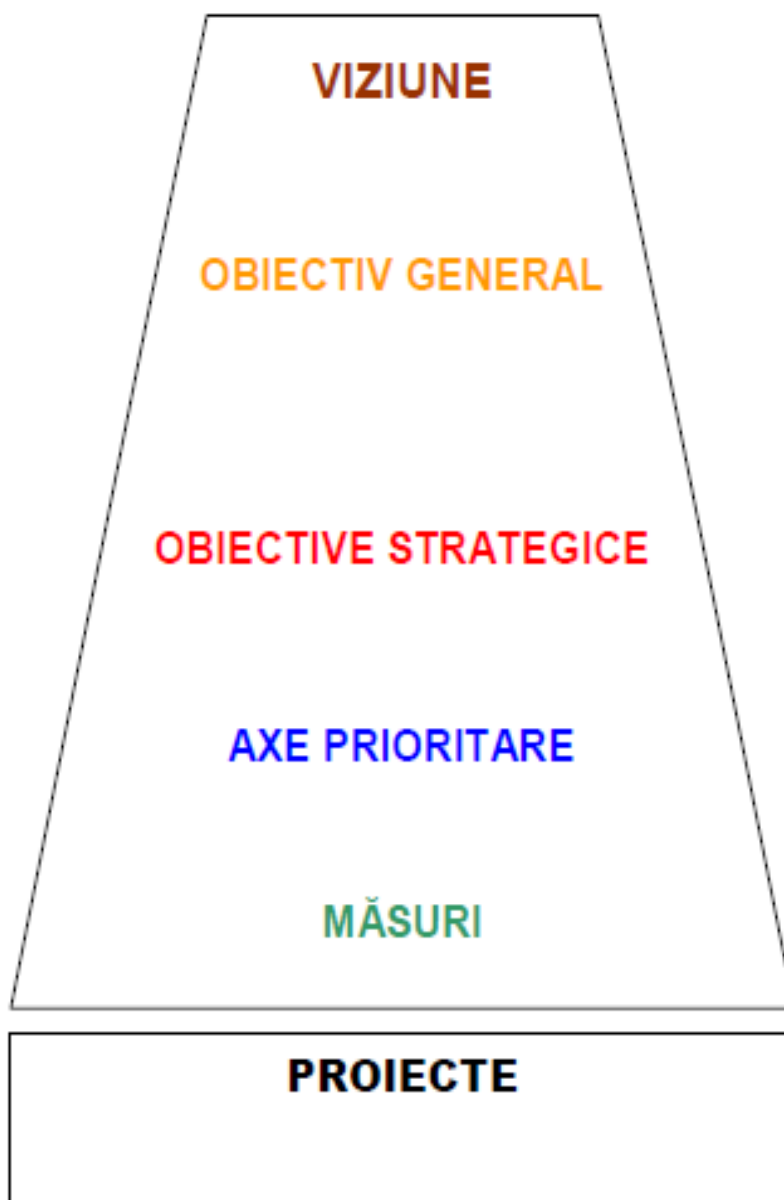 VIZIUNE
OBIECTIV GENERAL
OBIECTIVE STRATEGICE
AXE PRIORITARE
MĂSURI
PROIECTE